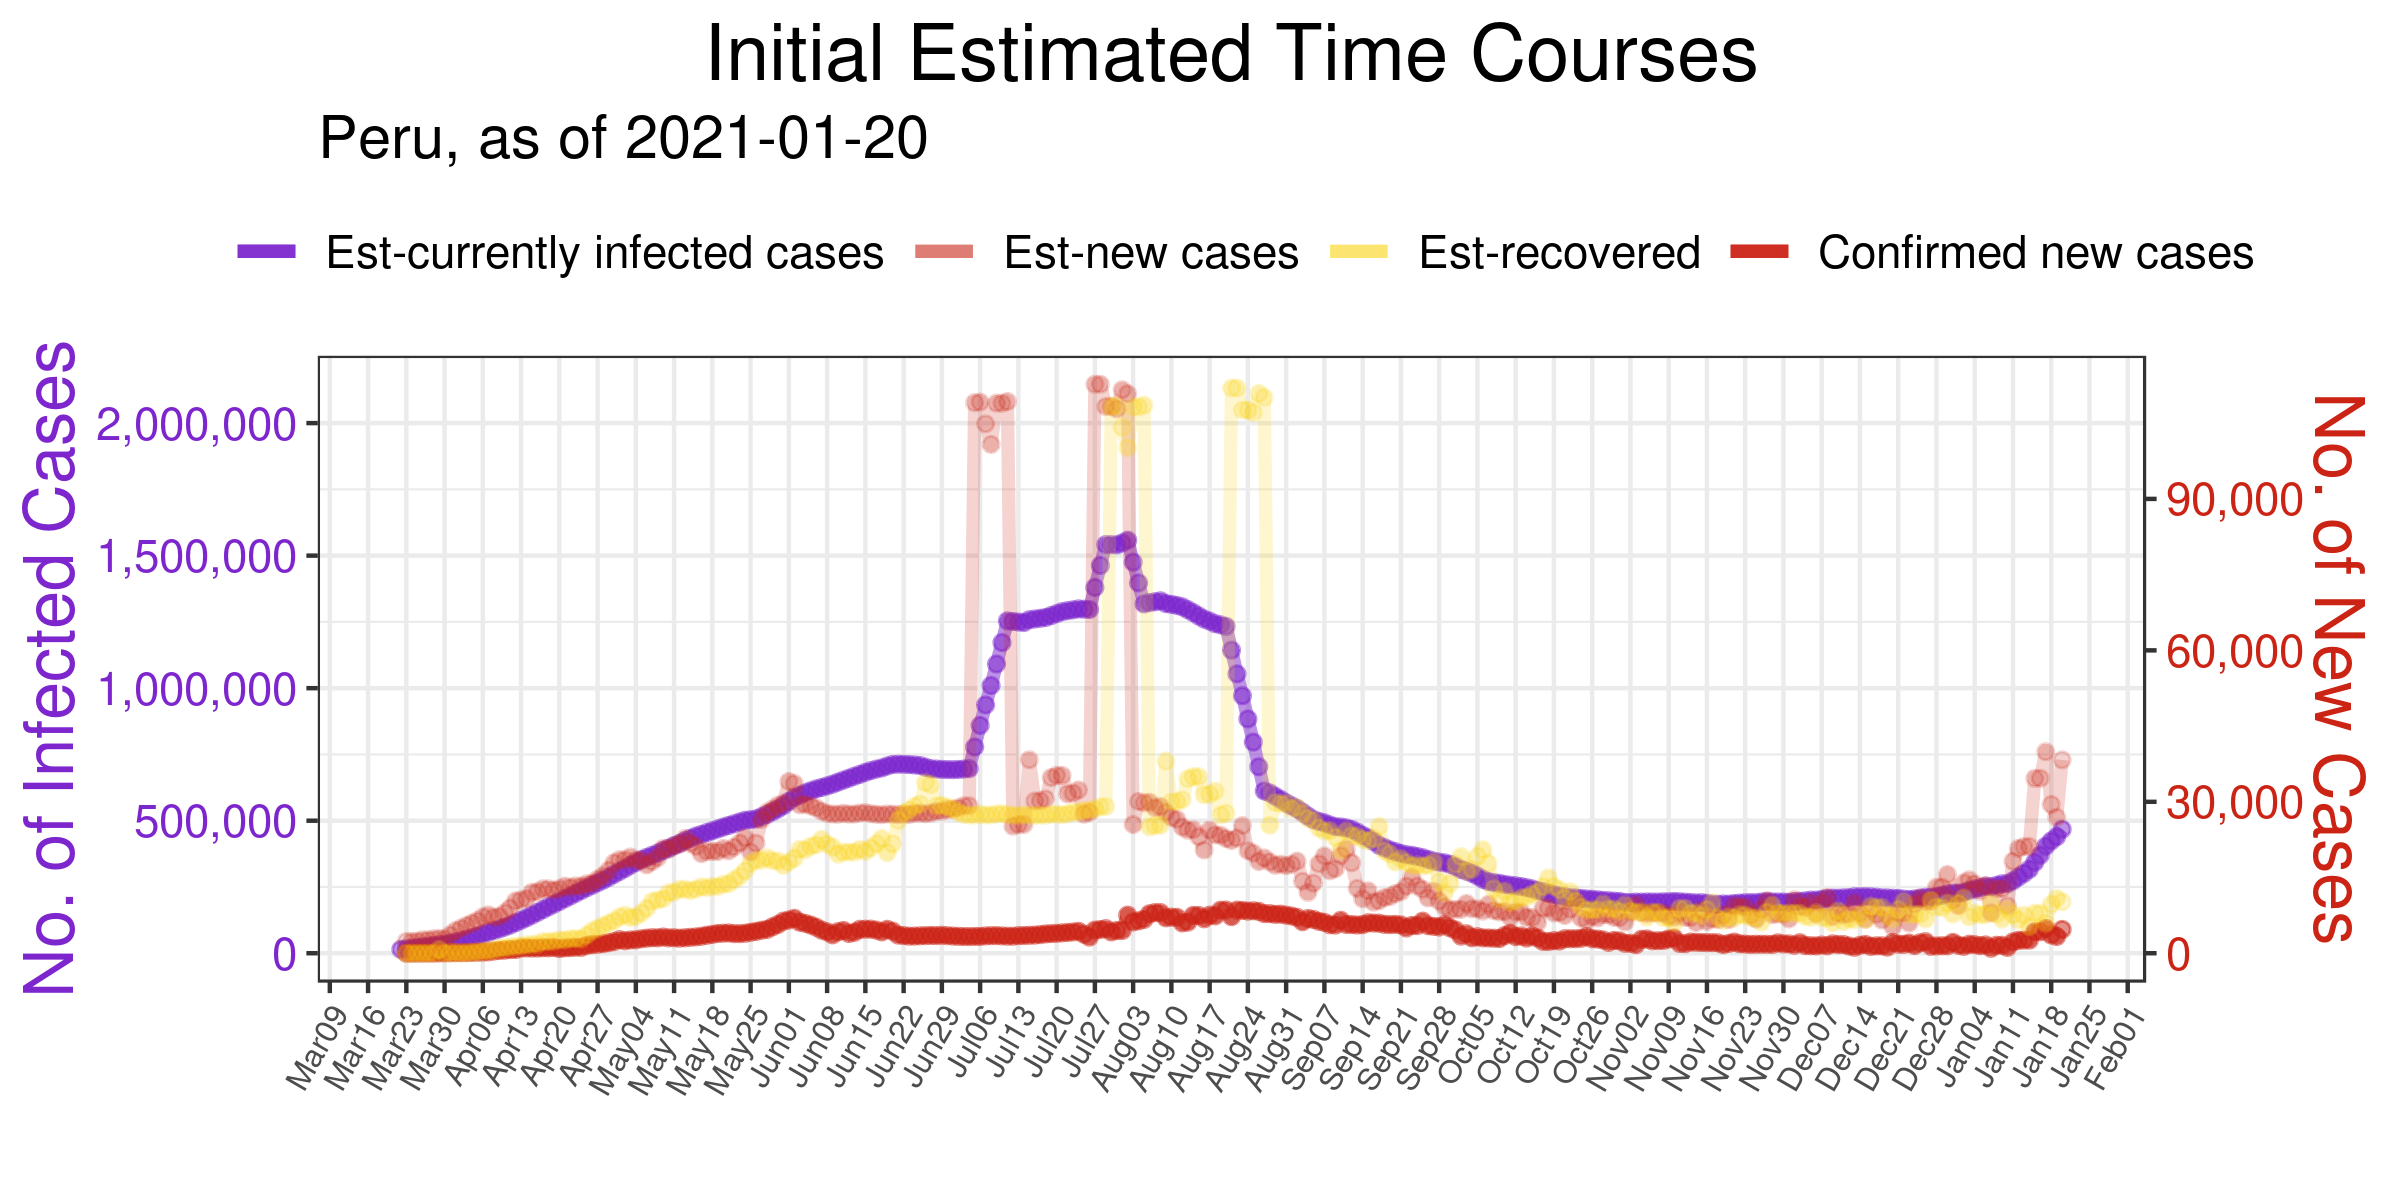 Initial Estimated Time Courses
Peru, as of 2021-01-20
Est-currently infected cases Est-new cases Est-recovered Confirmed new cases
No. of Infected Cases
2,000,000
1,500,000
1,000,000
500,000
0
90,000
60,000
30,000
0
No. of New Cases
Mar09 Mar16 Mar23 Mar30 Apr06 Apr13 Apr20 Apr27 May04 May11 May18 May25 Jun01 Jun08 Jun15 Jun22 Jun29 Jul06 Jul13 Jul20 Jul27 Aug03 Aug10 Aug17 Aug24 Aug31 Sep07 Sep14 Sep21 Sep28 Oct05 Oct12 Oct19 Oct26 Nov02 Nov09 Nov16 Nov23 Nov30 Dec07 Dec14 Dec21 Dec28 Jan04 Jan11 Jan18 Jan25 Feb01